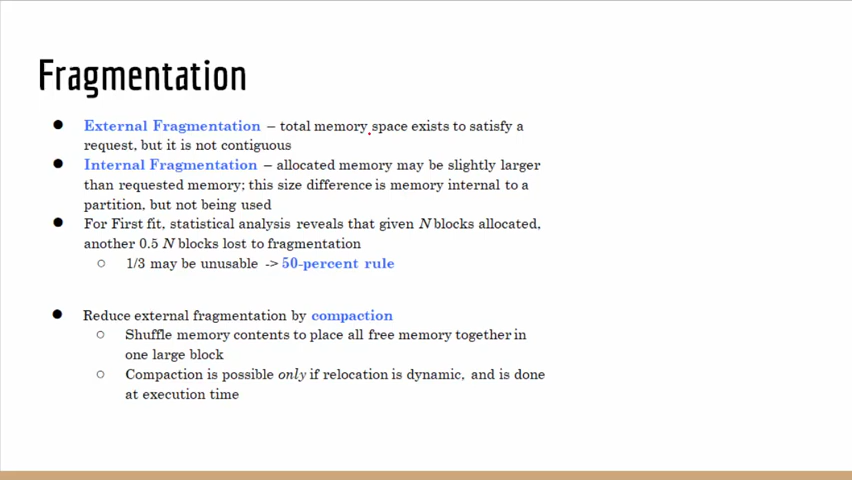 Fragmentation
● External Fragmentation – total memory space exists to satisfy a
request, but it is not contiguous
● Internal Fragmentation – allocated memory may be slightly larger
than requested memory; this size difference is memory internal to a
partition, but not being used
● For First fit, statistical analysis reveals that given N blocks allocated,
another 0.5 N blocks lost to fragmentation
○ 1/3 may be unusable -> 50-percent rule
● Reduce external fragmentation by compaction
○ Shuffle memory contents to place all free memory together in
one large block
○ Compaction is possible only if relocation is dynamic, and is done
at execution time